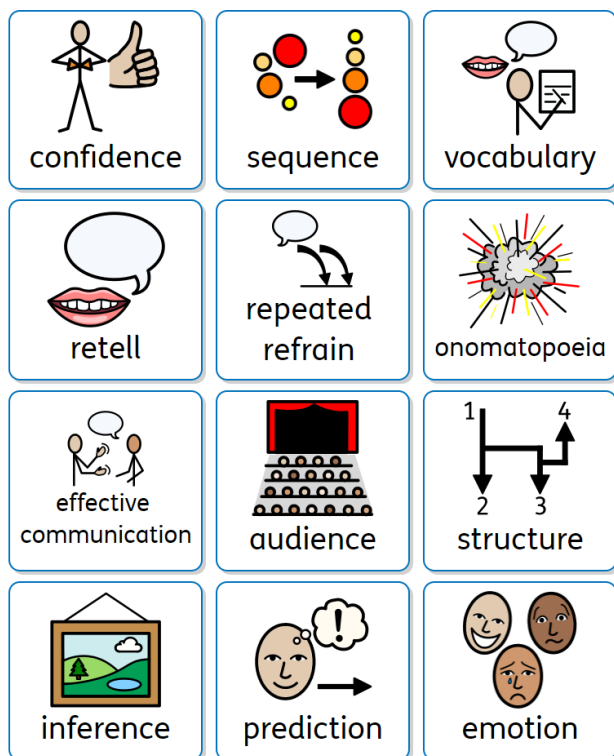 confidence
sequence
vocabulary
retell
repeated
refrain
onomatopoeia
effective
communication
audience
1
4
2
3
structure
inference
!
prediction
emotion